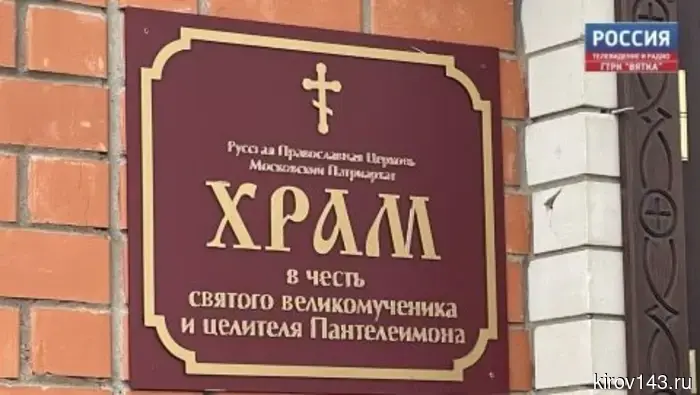 РОССИЯ
ТЕЛЕВИДЕНИЕ И РАДИО
ГТРК "ВЯТКА"
Русская Православная Церковь
Московский Патриархат
ХРАМ
в честь
святого великомученика
и целителя Пантелеимона
kirov143.ru